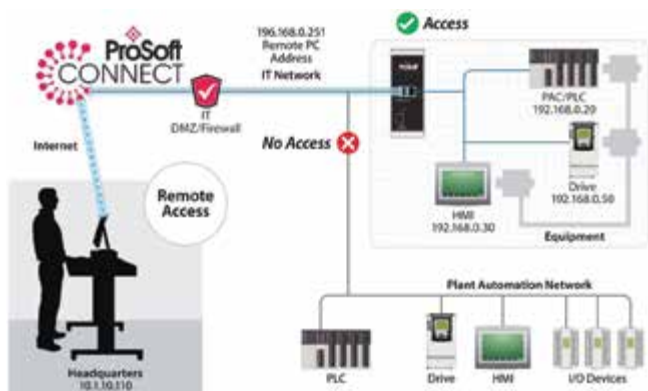 ProSoft
CONNECT
196.168.0.251
Remote PC
Address
IT Network
Access
IT
DMZ/Firewall
No Access
Internet
Remote
Access
PAC/PLC
192.168.0.20
Drive
192.168.0.50
HMI
192.168.0.30
Equipment
Plant Automation Network
PLC
Drive
HMI
I/O Devices
Headquarters
10.1.10.110